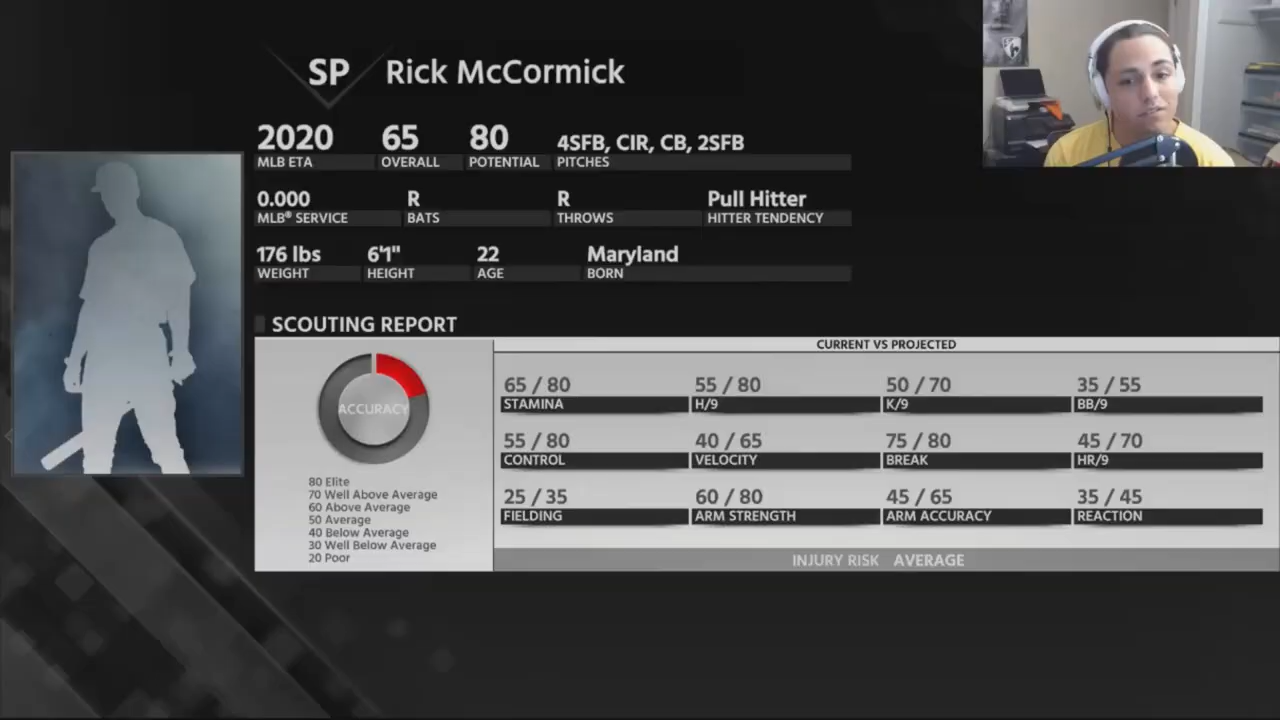 SP Rick McCormick
2020 65 80 4SFB, CIR, CB, 2SFB
MLB ETA OVERALL POTENTIAL PITCHES
0.000 R R Pull Hitter
MLB® SERVICE BATS THROWS HITTER TENDENCY
176 lbs 6'1" 22 Maryland
WEIGHT HEIGHT AGE BORN
SCOUTING REPORT
CURRENT VS PROJECTED
ACCURACY
80 Elite
70 Well Above Average
60 Above Average
50 Average
40 Below Average
30 Well Below Average
20 Poor
65 / 80 55 / 80 50 / 70 35 / 55
STAMINA H/9 K/9 BB/9
55 / 80 40 / 65 75 / 80 45 / 70
CONTROL VELOCITY BREAK HR/9
25 / 35 60 / 80 45 / 65 35 / 45
FIELDING ARM STRENGTH ARM ACCURACY REACTION
INJURY RISK AVERAGE